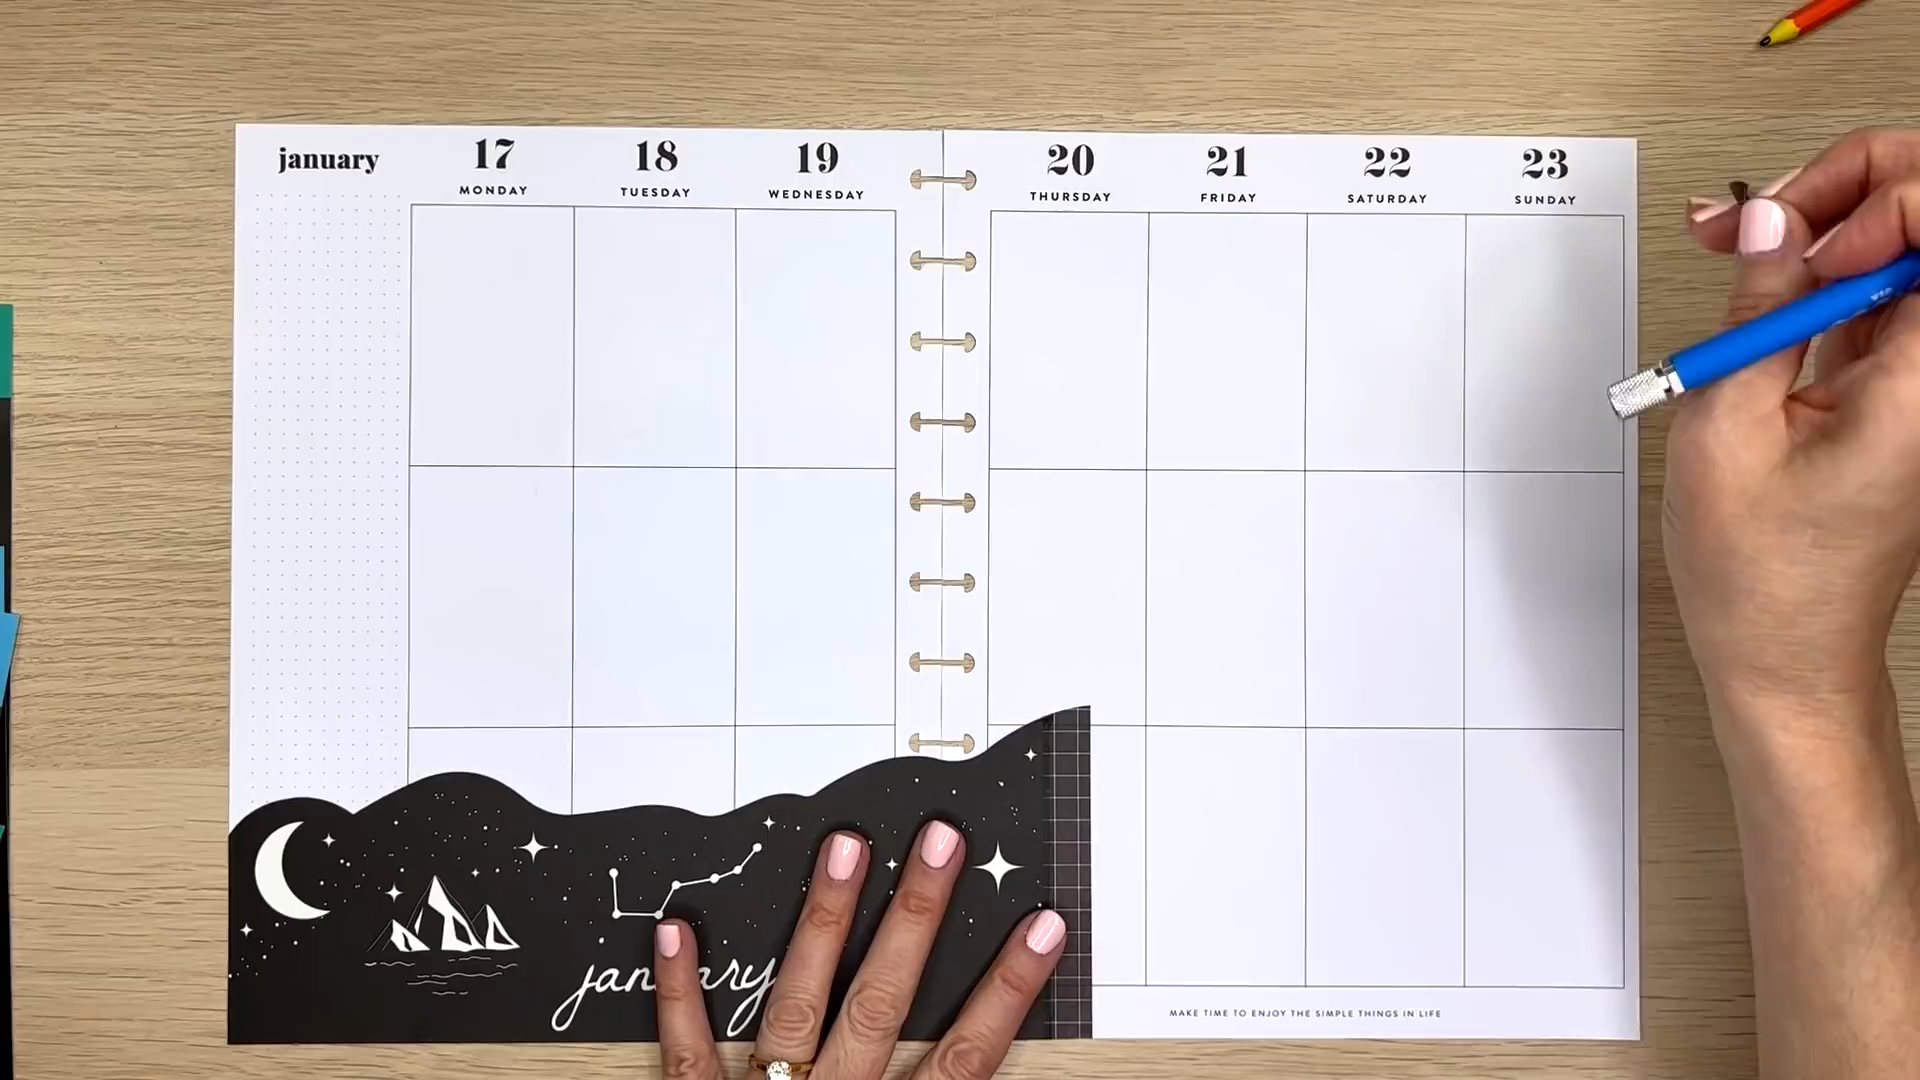 january
17 18 19 20 21 22 23
MONDAY TUESDAY WEDNESDAY THURSDAY FRIDAY SATURDAY SUNDAY
january
MAKE TIME TO ENJOY THE SIMPLE THINGS IN LIFE